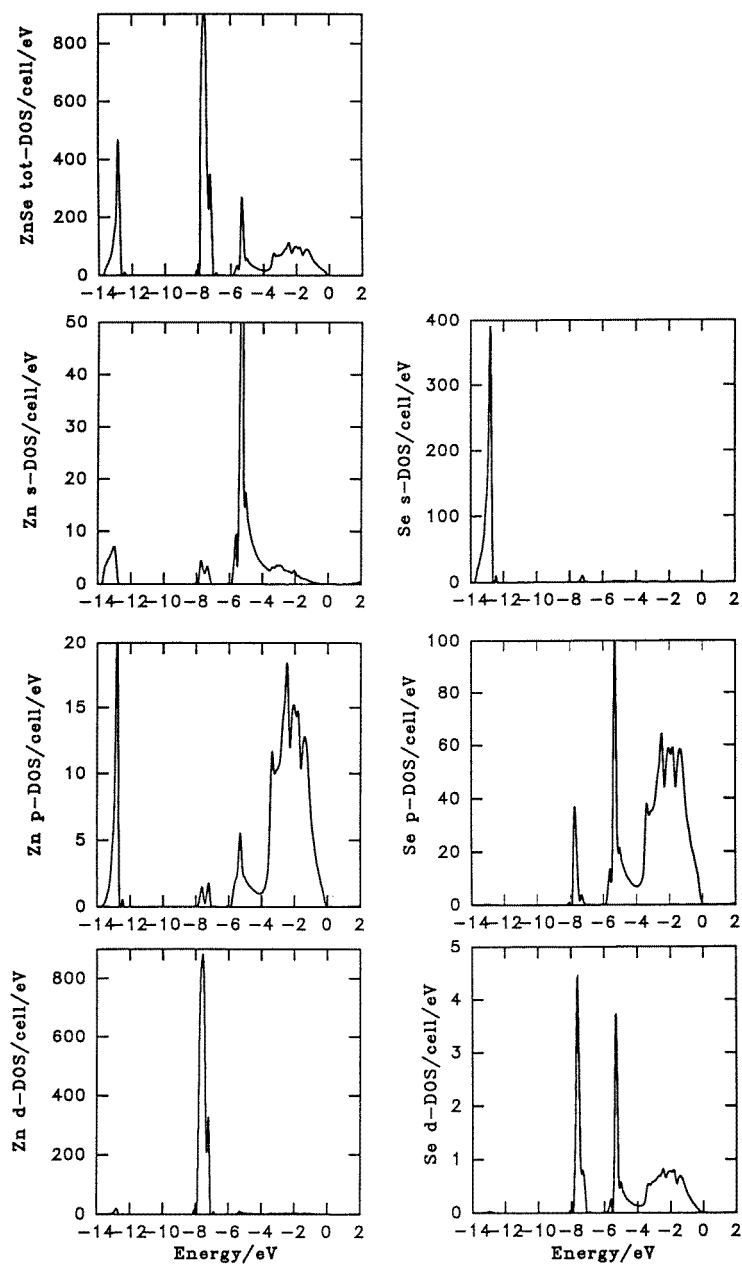 ZnSe tot-DOS/cell/eV
800
600
400
200
0
-14-12-10 -8 -6 -4 -2 0 2
Zn s-DOS/cell/eV
50
40
30
20
10
0
-14-12-10 -8 -6 -4 -2 0 2
Se s-DOS/cell/eV
400
300
200
100
0
-14-12-10 -8 -6 -4 -2 0 2
Zn p-DOS/cell/eV
20
15
10
5
0
-14-12-10 -8 -6 -4 -2 0 2
Se p-DOS/cell/eV
100
80
60
40
20
0
-14-12-10 -8 -6 -4 -2 0 2
Zn d-DOS/cell/eV
800
600
400
200
0
-14-12-10 -8 -6 -4 -2 0 2
Energy/eV
Se d-DOS/cell/eV
5
4
3
2
1
0
-14-12-10 -8 -6 -4 -2 0 2
Energy/eV